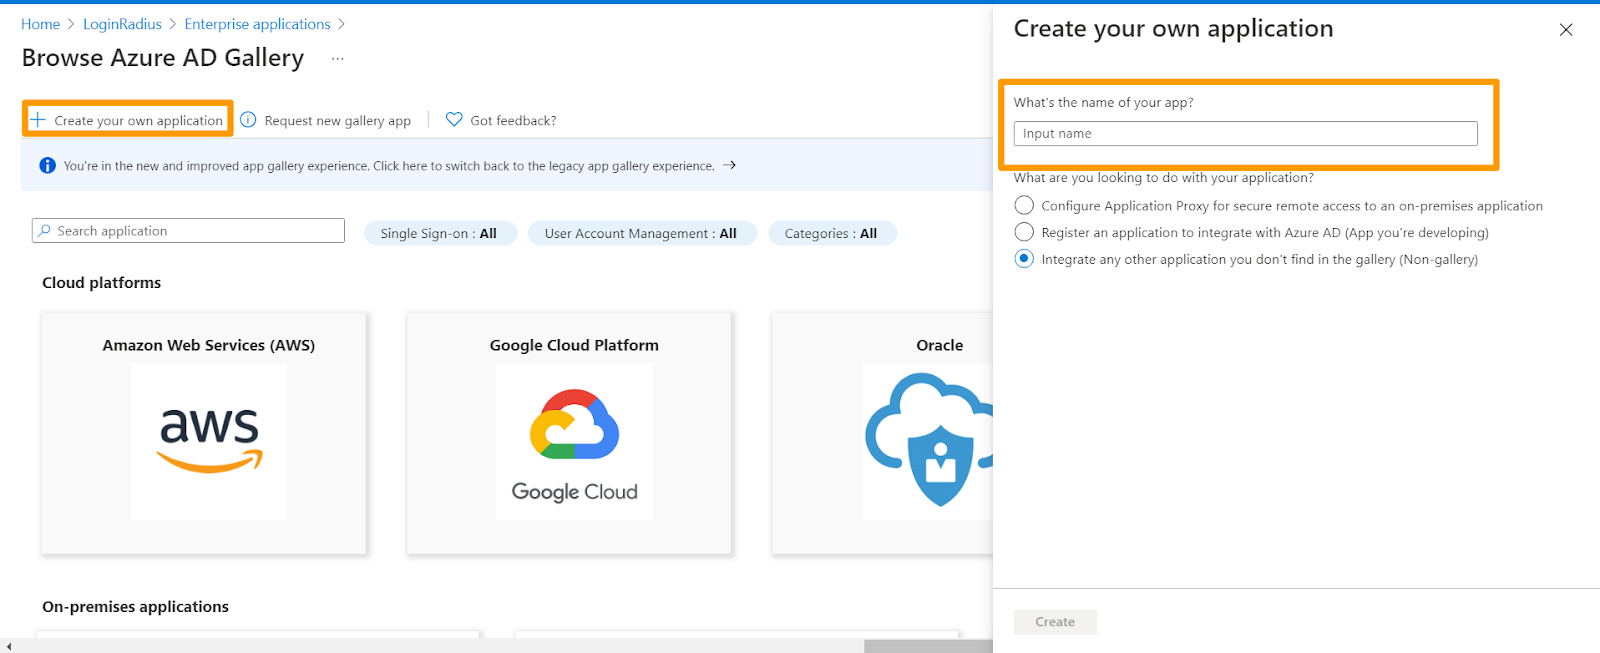 Home > LoginRadius > Enterprise applications >
Browse Azure AD Gallery ...
Create your own application
Request new gallery app
Got feedback?
You're in the new and improved app gallery experience. Click here to switch back to the legacy app gallery experience. →
Search application
Single Sign-on : All
User Account Management : All
Categories : All
Cloud platforms
Amazon Web Services (AWS)
aws
Google Cloud Platform
Google Cloud
Oracle
On-premises applications
Create your own application
What's the name of your app?
Input name
What are you looking to do with your application?
Configure Application Proxy for secure remote access to an on-premises application
Register an application to integrate with Azure AD (App you're developing)
Integrate any other application you don't find in the gallery (Non-gallery)
Create